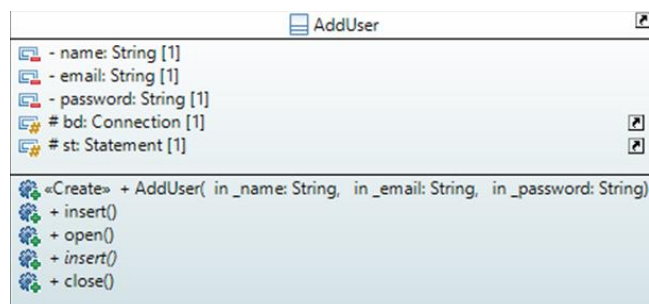 AddUser
- name: String [1]
- email: String [1]
- password: String [1]
# bd: Connection [1]
# st: Statement [1]
«Create» + AddUser( in _name: String, in _email: String, in _password: String)
+ insert()
+ open()
+ insert()
+ close()